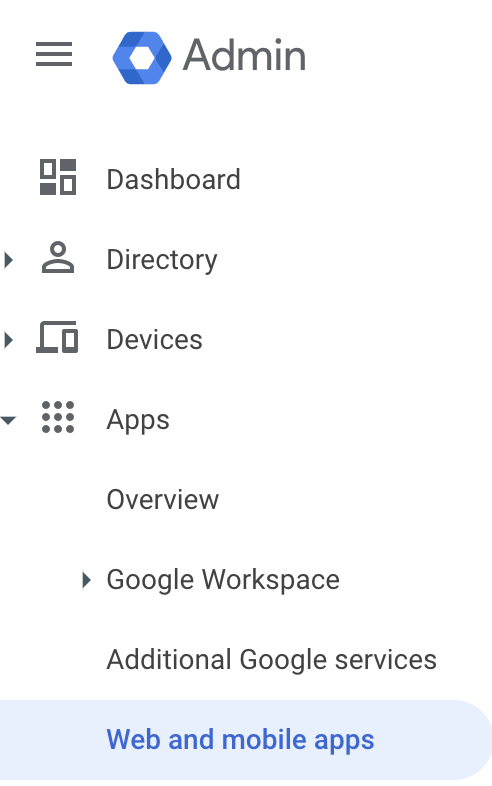 Admin
Dashboard
Directory
Devices
Apps
Overview
Google Workspace
Additional Google services
Web and mobile apps